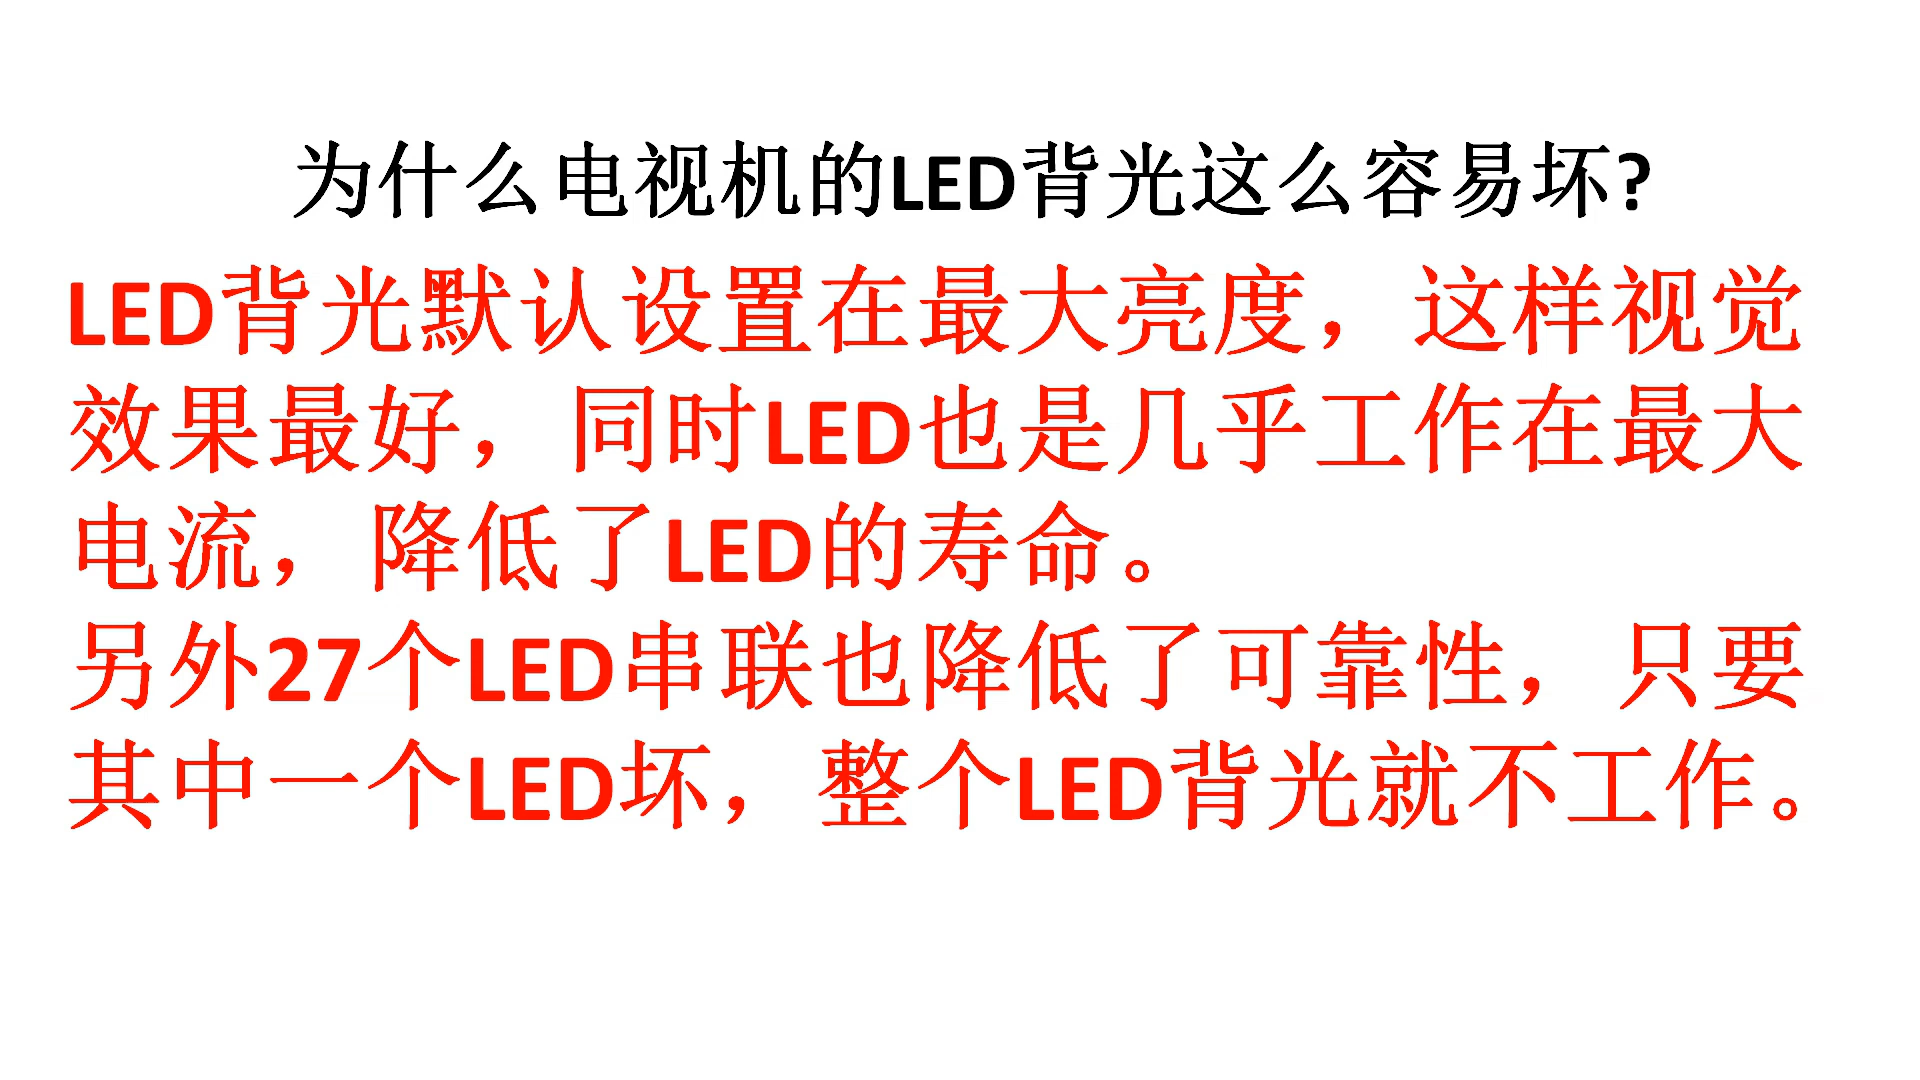 为什么电视机的LED背光这么容易坏?
LED背光默认设置在最大亮度，这样视觉
效果最好，同时LED也是几乎工作在最大
电流，降低了LED的寿命。
另外27个LED串联也降低了可靠性，只要
其中一个LED坏，整个LED背光就不工作。